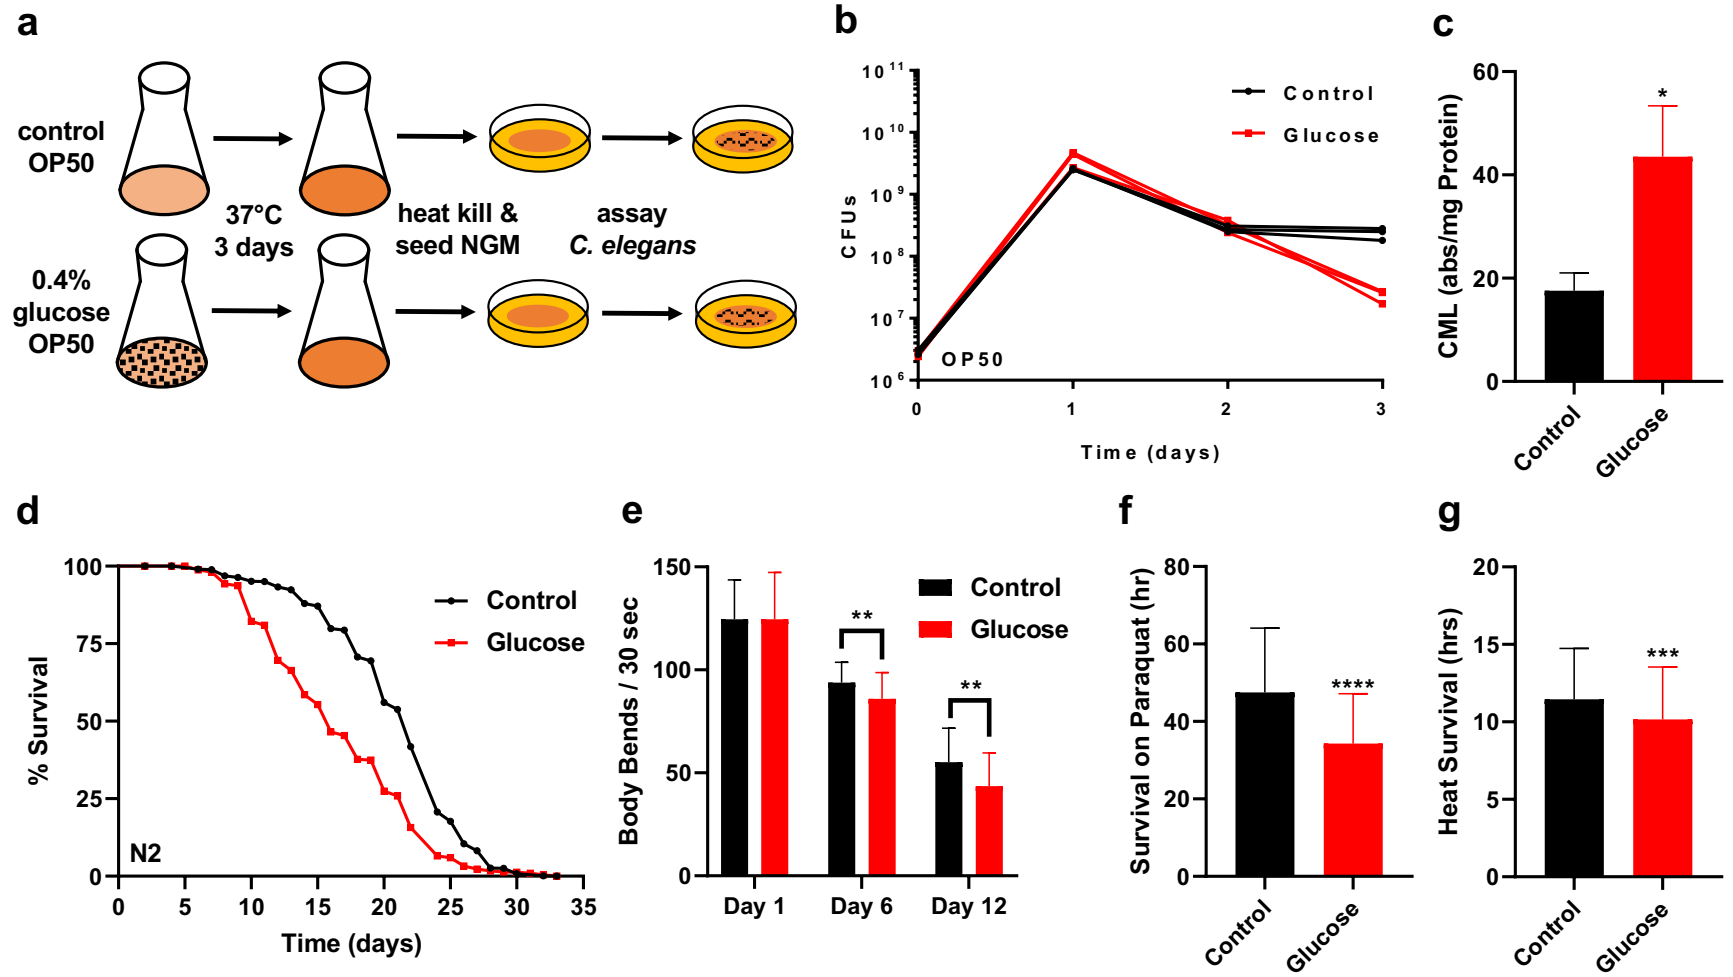 a
control
OP50
37°C
3 days
heat kill &
seed NGM
assay
C. elegans
0.4%
glucose
OP50
b
CFUs
10^11
10^10
10^9
10^8
10^7
10^6
Control
Glucose
OP50
0 1 2 3
Time (days)
c
CML (abs/mg Protein)
60
40
20
0
*
Control
Glucose
d
% Survival
100
75
50
25
0
Control
Glucose
N2
0 5 10 15 20 25 30 35
Time (days)
e
Body Bends / 30 sec
150
100
50
0
Control
Glucose
**
**
Day 1 Day 6 Day 12
f
Survival on Paraquat (hr)
80
60
40
20
0
****
Control
Glucose
g
Heat Survival (hrs)
20
15
10
5
0
***
Control
Glucose